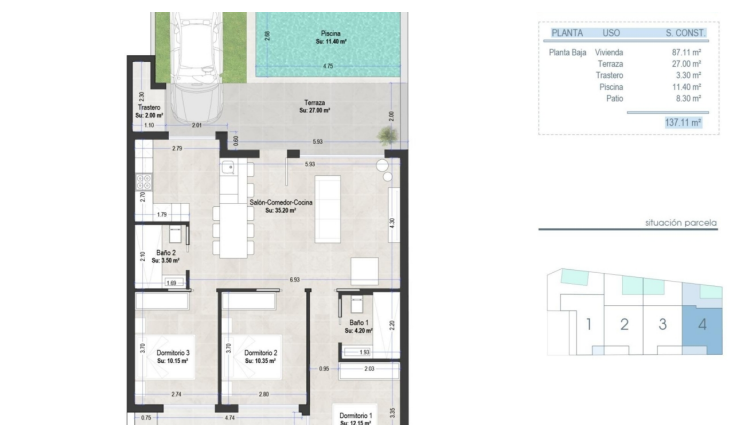 Piscina
Su: 11.40 m²
2.66
4.75
Terraza
Su: 27.00 m²
2.00
2.30
Trastero
Su: 2.00 m²
1.10
2.01
0.60
5.93
2.79
5.93
2.70
Salón-Comedor-Cocina
Su: 35.20 m²
1.79
4.30
2.10
Baño 2
Su: 3.50 m²
1.69
6.93
Baño 1
Su: 4.20 m²
2.20
1.93
3.70
Dormitorio 3
Su: 10.15 m²
3.70
Dormitorio 2
Su: 10.35 m²
0.95
2.03
2.74
2.80
0.75
4.74
Dormitorio 1
Su: 12.15 m²
3.35
PLANTA USO S. CONST.
Planta Baja Vivienda 87.11 m²
Terraza 27.00 m²
Trastero 3.30 m²
Piscina 11.40 m²
Patio 8.30 m²
137.11 m²
situación parcela
1 2 3 4